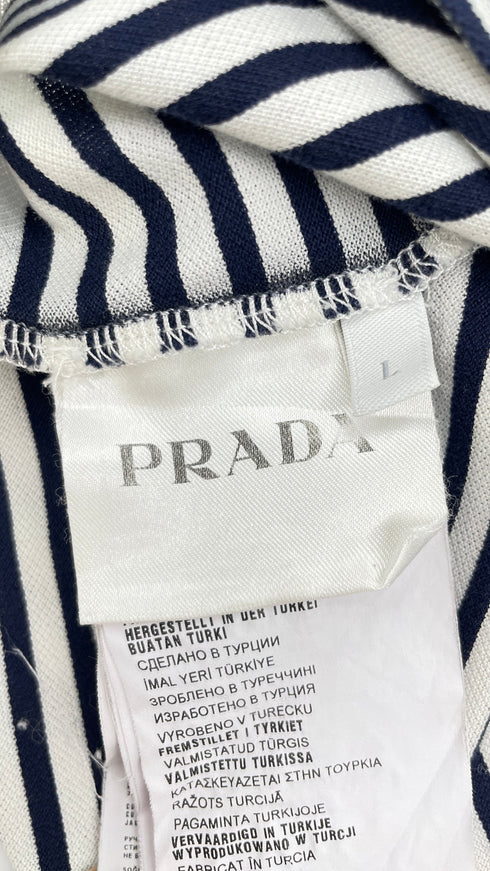 L
PRADA
HERGESTELLT IN DER TÜRKEI
BUATAN TURKI
СДЕЛАНО В ТУРЦИИ
İMAL YERİ TÜRKİYE
ЗРОБЛЕНО В ТУРЕЧЧИНІ
ИЗРАБОТЕНО В ТУРЦИЯ
VYROBENO V TURECKU
FREMSTILLET I TYRKIET
VALMISTATUD TÜRGIS
VALMISTETTU TURKISSA
ΚΑΤΑΣΚΕΥΑΖΕΤΑΙ ΣΤΗΝ ΤΟΥΡΚΙΑ
RAŽOTS TURCIJĀ
PAGAMINTA TURKIJOJE
VERVAARDIGD IN TURKIJE
WYPRODUKOWANO W TURCJI
FABRICAT ÎN TURCIA